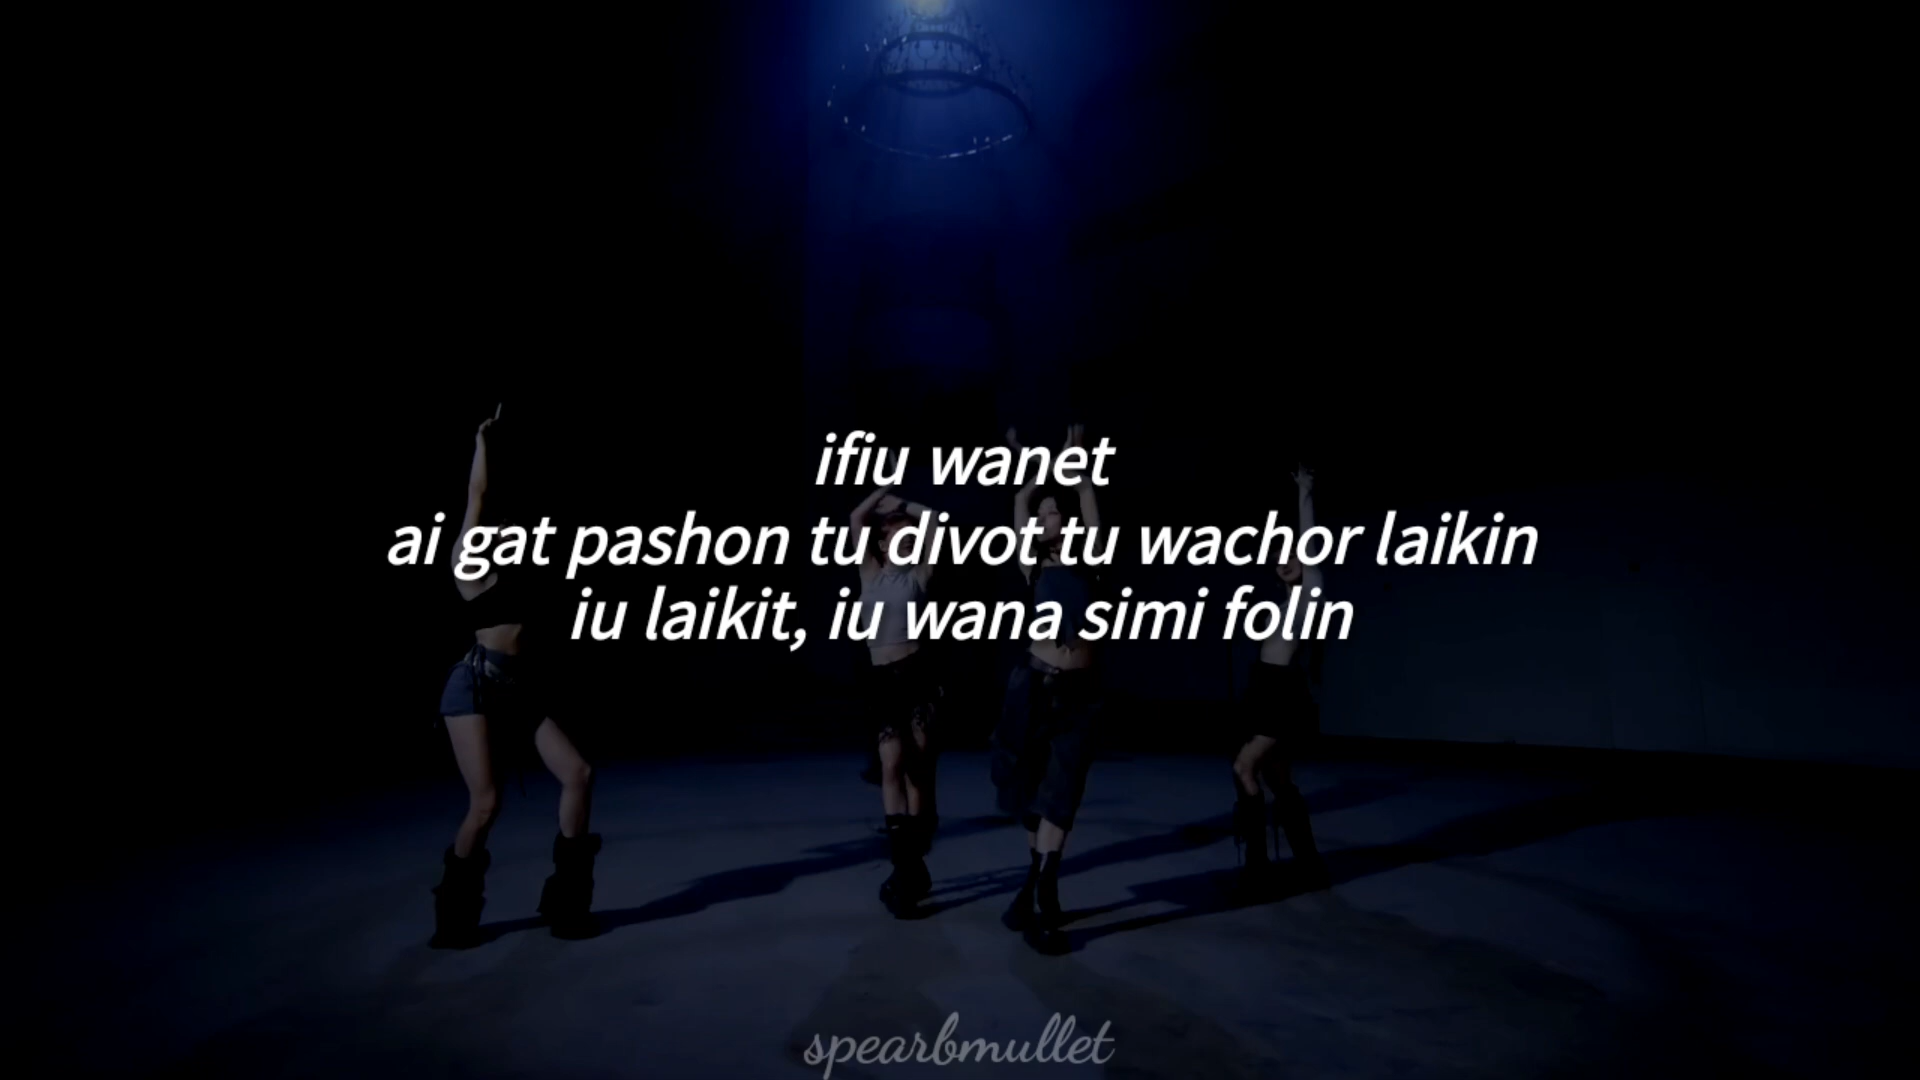 ifiu wanet
ai gat pashon tu divot tu wachor laikin
iu laikit, iu wana simi folin
spearbmullet